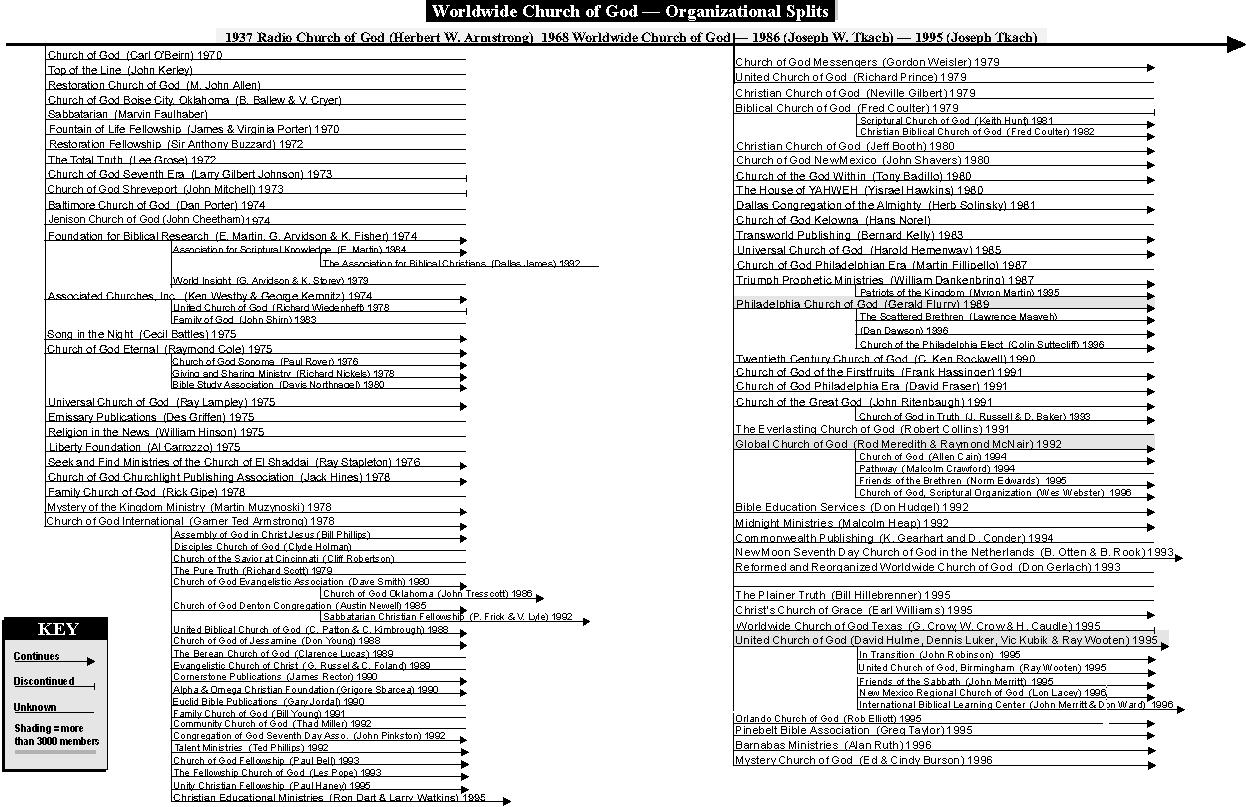 Worldwide Church of God — Organizational Splits
1937 Radio Church of God (Herbert W. Armstrong) 1968 Worldwide Church of God — 1986 (Joseph W. Tkach) — 1995 (Joseph Tkach)
Church of God (Carl O'Beirn) 1970
Top of the Line (John Kerley)
Restoration Church of God (M. John Allen)
Church of God Boise City, Oklahoma (B. Ballew & V. Cryer)
Sabbatarian (Marvin Faulhaber)
Fountain of Life Fellowship (James & Virginia Porter) 1970
Restoration Fellowship (Sir Anthony Buzzard) 1972
The Total Truth (Lee Grose) 1972
Church of God Seventh Era (Larry Gilbert Johnson) 1973
Church of God Shreveport (John Mitchell) 1973
Baltimore Church of God (Dan Porter) 1974
Jenison Church of God (John Cheetham) 1974
Foundation for Biblical Research (E. Martin, G. Arvidson & K. Fisher) 1974
Association for Scriptural Knowledge (E. Martin) 1984
The Association for Biblical Christians (Dallas James) 1992
World Insight (G. Arvidson & K. Storey) 1979
Associated Churches, Inc. (Ken Westby & George Kemnitz) 1974
United Church of God (Richard Wiedenheft) 1978
Family of God (John Shirn) 1983
Song in the Night (Cecil Battles) 1975
Church of God Eternal (Raymond Cole) 1975
Church of God Sonoma (Paul Rover) 1976
Giving and Sharing Ministry (Richard Nickels) 1978
Bible Study Association (Davis Northnagel) 1980
Universal Church of God (Ray Lampley) 1975
Emissary Publications (Des Griffen) 1975
Religion in the News (William Hinson) 1975
Liberty Foundation (Al Carrozzo) 1975
Seek and Find Ministries of the Church of El Shaddai (Ray Stapleton) 1976
Church of God Churchlight Publishing Association (Jack Hines) 1978
Family Church of God (Rick Gipe) 1978
Mystery of the Kingdom Ministry (Martin Muzynoski) 1978
Church of God International (Garner Ted Armstrong) 1978
Assembly of God in Christ Jesus (Bill Phillips)
Disciples Church of God (Clyde Holman)
Church of the Savior at Cincinnati (Cliff Robertson)
The Pure Truth (Richard Scott) 1979
Church of God Evangelistic Association (Dave Smith) 1980
Church of God Oklahoma (John Tresscott) 1986
Church of God Denton Congregation (Austin Newell) 1985
Sabbatarian Christian Fellowship (P. Frick & V. Lyle) 1992
United Biblical Church of God (C. Patton & C. Kimbrough) 1988
Church of God of Jessamine (Don Young) 1988
The Berean Church of God (Clarence Lucas) 1989
Evangelistic Church of Christ (G. Russel & C. Foland) 1989
Cornerstone Publications (James Rector) 1990
Alpha & Omega Christian Foundation (Grigore Sbarcea) 1990
Euclid Bible Publications (Gary Jordal) 1990
Family Church of God (Bill Young) 1991
Community Church of God (Thad Miller) 1992
Congregation of God Seventh Day Asso. (John Pinkston) 1992
Talent Ministries (Ted Phillips) 1992
Church of God Fellowship (Paul Bell) 1993
The Fellowship Church of God (Les Pope) 1993
Unity Christian Fellowship (Paul Haney) 1995
Christian Educational Ministries (Ron Dart & Larry Watkins) 1995
KEY
Continues
Discontinued
Unknown
Shading = more
than 3000 members
Church of God Messengers (Gordon Weisler) 1979
United Church of God (Richard Prince) 1979
Christian Church of God (Neville Gilbert) 1979
Biblical Church of God (Fred Coulter) 1979
Scriptural Church of God (Keith Hunt) 1981
Christian Biblical Church of God (Fred Coulter) 1982
Christian Church of God (Jeff Booth) 1980
Church of God NewMexico (John Shavers) 1980
Church of the God Within (Tony Badillo) 1980
The House of YAHWEH (Yisrael Hawkins) 1980
Dallas Congregation of the Almighty (Herb Solinsky) 1981
Church of God Kelowna (Hans Norel)
Transworld Publishing (Bernard Kelly) 1983
Universal Church of God (Harold Hemenway) 1985
Church of God Philadelphian Era (Martin Fillipello) 1987
Triumph Prophetic Ministries (William Dankenbring) 1987
Patriots of the Kingdom (Myron Martin) 1995
Philadelphia Church of God (Gerald Flurry) 1989
The Scattered Brethren (Lawrence Maayeh)
(Dan Dawson) 1996
Church of the Philadelphia Elect (Colin Suttecliff) 1996
Twentieth Century Church of God (C. Ken Rockwell) 1990
Church of God of the Firstfruits (Frank Hassinger) 1991
Church of God Philadelphia Era (David Fraser) 1991
Church of the Great God (John Ritenbaugh) 1991
Church of God in Truth (J. Russell & D. Baker) 1993
The Everlasting Church of God (Robert Collins) 1991
Global Church of God (Rod Meredith & Raymond McNair) 1992
Church of God (Allen Cain) 1994
Pathway (Malcolm Crawford) 1994
Friends of the Brethren (Norm Edwards) 1995
Church of God, Scriptural Organization (Wes Webster) 1996
Bible Education Services (Don Hudgel) 1992
Midnight Ministries (Malcolm Heap) 1992
Commonwealth Publishing (K. Gearhart and D. Conder) 1994
NewMoon Seventh Day Church of God in the Netherlands (B. Otten & B. Rook) 1993
Reformed and Reorganized Worldwide Church of God (Don Gerlach) 1993
The Plainer Truth (Bill Hillebrenner) 1995
Christ's Church of Grace (Earl Williams) 1995
Worldwide Church of God Texas (G. Crow, W. Crow & H. Caudle) 1995
United Church of God (David Hulme, Dennis Luker, Vic Kubik & Ray Wooten) 1995
In Transition (John Robinson) 1995
United Church of God, Birmingham (Ray Wooten) 1995
Friends of the Sabbath (John Merritt) 1995
New Mexico Regional Church of God (Lon Lacey) 1996
International Biblical Learning Center (John Merritt & Don Ward) 1996
Orlando Church of God (Rob Elliott) 1995
Pinebelt Bible Association (Greg Taylor) 1995
Barnabas Ministries (Alan Ruth) 1996
Mystery Church of God (Ed & Cindy Burson) 1996